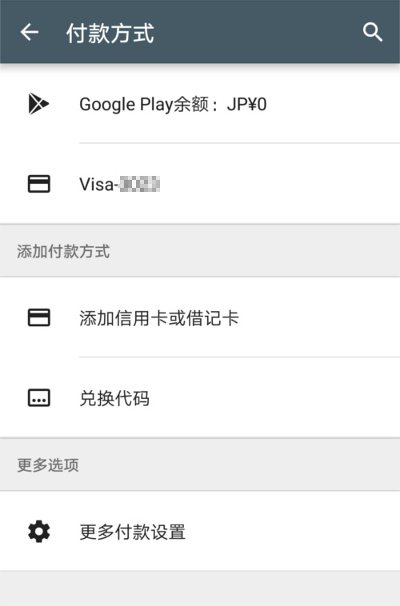 付款方式
Google Play余额：JP¥0
Visa-
添加付款方式
添加信用卡或借记卡
兑换代码
更多选项
更多付款设置